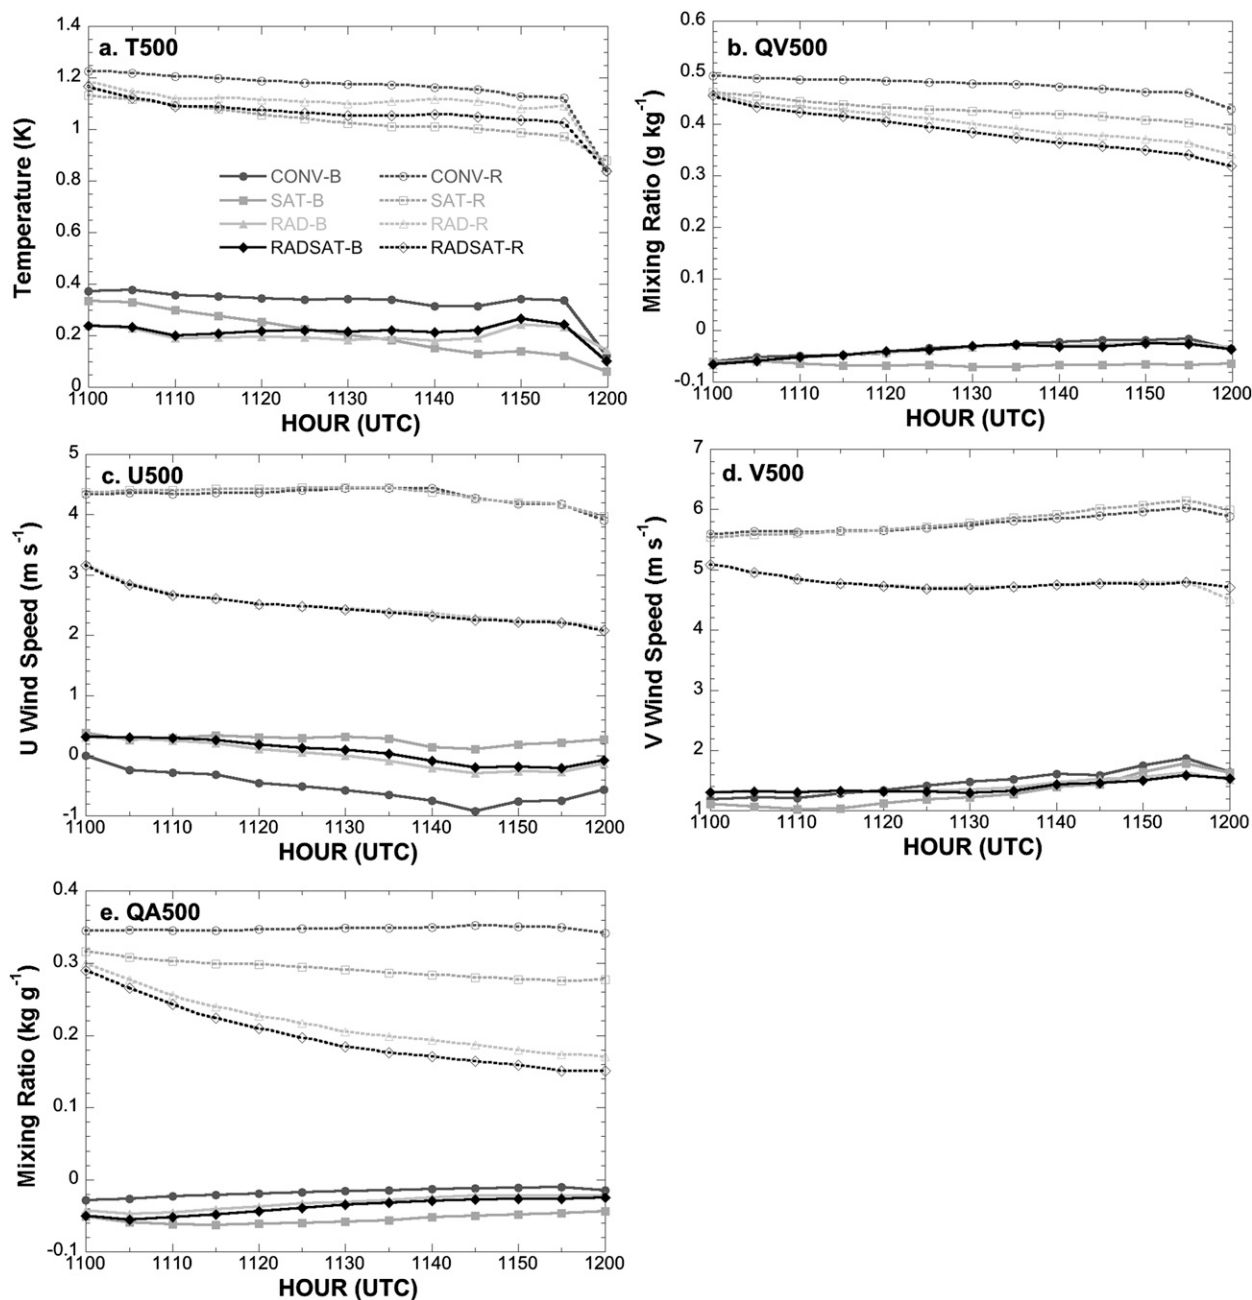 a. T500
1.4
1.2
1
0.8
0.6
0.4
0.2
0
Temperature (K)
CONV-B
SAT-B
RAD-B
RADSAT-B
CONV-R
SAT-R
RAD-R
RADSAT-R
1100 1110 1120 1130 1140 1150 1200
HOUR (UTC)
b. QV500
0.6
0.5
0.4
0.3
0.2
0.1
0
-0.1
Mixing Ratio (g kg⁻¹)
1100 1110 1120 1130 1140 1150 1200
HOUR (UTC)
c. U500
5
4
3
2
1
0
-1
U Wind Speed (m s⁻¹)
1100 1110 1120 1130 1140 1150 1200
HOUR (UTC)
d. V500
7
6
5
4
3
2
1
V Wind Speed (m s⁻¹)
1100 1110 1120 1130 1140 1150 1200
HOUR (UTC)
e. QA500
0.4
0.3
0.2
0.1
0
-0.1
Mixing Ratio (kg g⁻¹)
1100 1110 1120 1130 1140 1150 1200
HOUR (UTC)